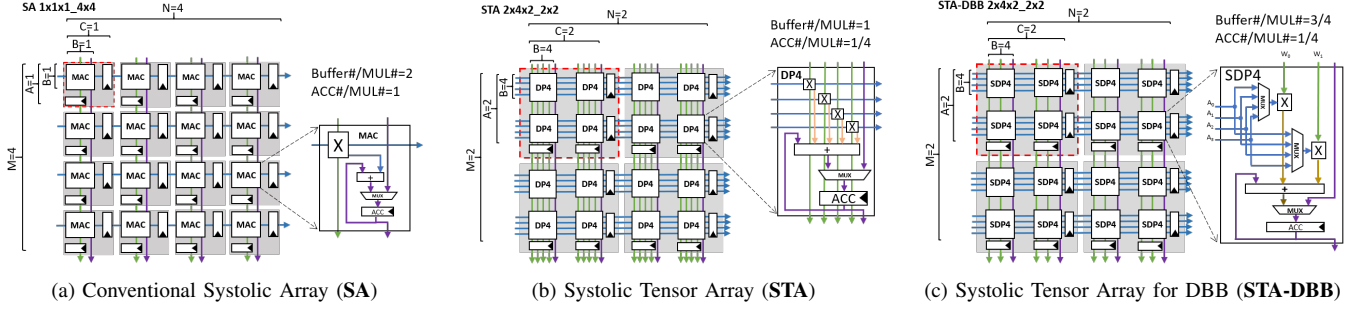 SA 1x1x1_4x4
N=4
C=1
B=1
A=1
B=1
M=4
MAC MAC MAC MAC
MAC MAC MAC MAC
MAC MAC MAC MAC
MAC MAC MAC MAC
Buffer#/MUL#=2
ACC#/MUL#=1
MAC
X
+
MUX
ACC
(a) Conventional Systolic Array (SA)
STA 2x4x2_2x2
N=2
C=2
B=4
A=2
B=4
M=2
DP4 DP4 DP4 DP4
DP4 DP4 DP4 DP4
DP4 DP4 DP4 DP4
DP4 DP4 DP4 DP4
Buffer#/MUL#=1
ACC#/MUL#=1/4
DP4
X
X
X
X
+
MUX
ACC
(b) Systolic Tensor Array (STA)
STA-DBB 2x4x2_2x2
N=2
C=2
B=4
A=2
B=4
M=2
SDP4 SDP4 SDP4 SDP4
SDP4 SDP4 SDP4 SDP4
SDP4 SDP4 SDP4 SDP4
SDP4 SDP4 SDP4 SDP4
Buffer#/MUL#=3/4
ACC#/MUL#=1/4
W₀ W₁
SDP4
MUX
X
A₀
A₁
A₂
MUX
X
+
MUX
ACC
(c) Systolic Tensor Array for DBB (STA-DBB)